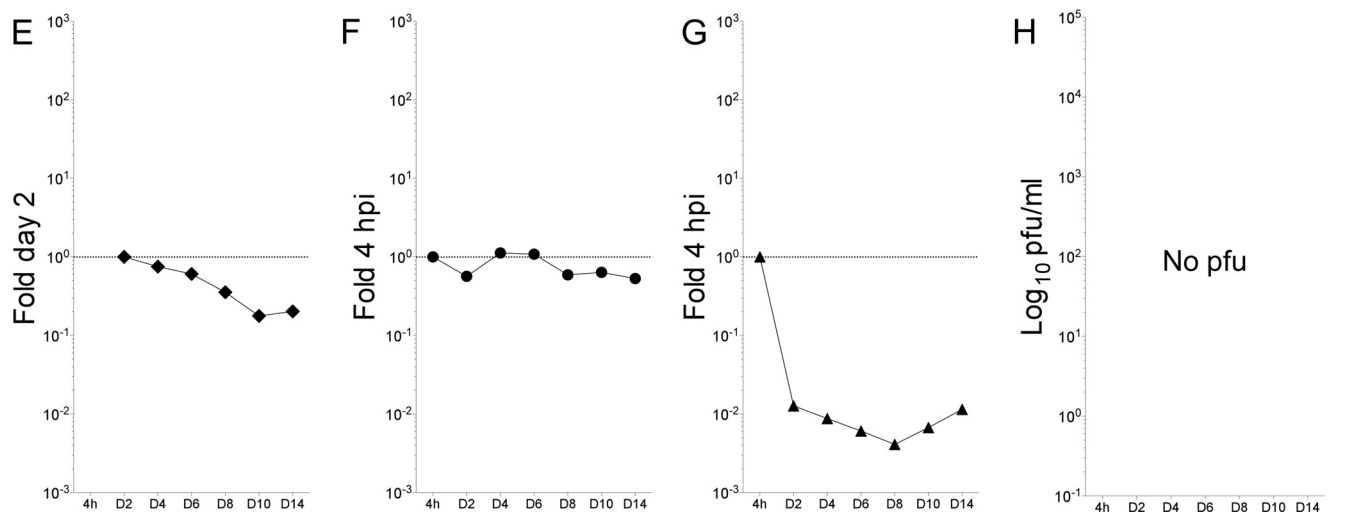 E
Fold day 2
10³
10²
10¹
10⁰
10⁻¹
10⁻²
10⁻³
4h D2 D4 D6 D8 D10 D14
F
Fold 4 hpi
10³
10²
10¹
10⁰
10⁻¹
10⁻²
10⁻³
4h D2 D4 D6 D8 D10 D14
G
Fold 4 hpi
10³
10²
10¹
10⁰
10⁻¹
10⁻²
10⁻³
4h D2 D4 D6 D8 D10 D14
H
Log₁₀ pfu/ml
10⁵
10⁴
10³
10²
10¹
10⁰
10⁻¹
No pfu
4h D2 D4 D6 D8 D10 D14